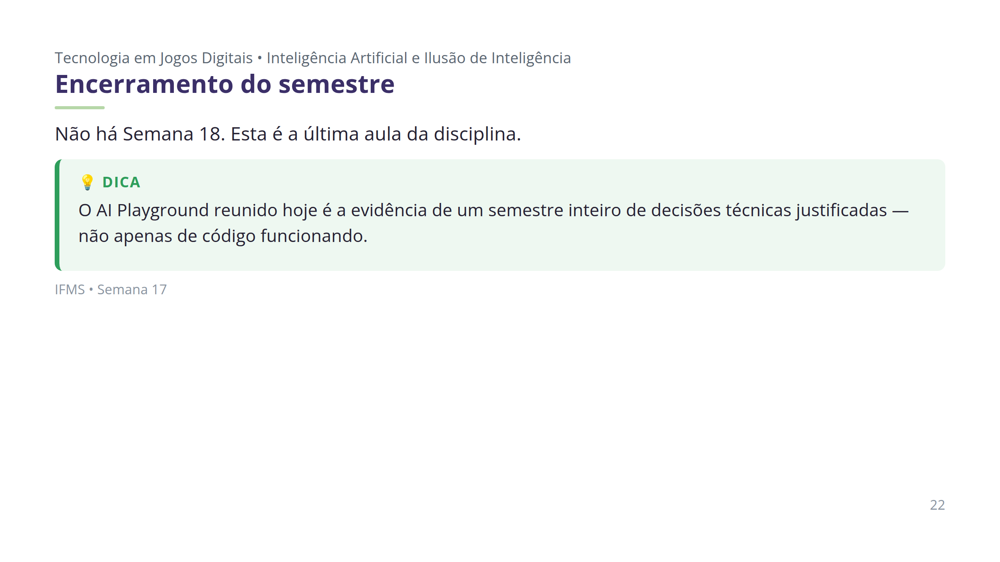 Tecnologia em Jogos Digitais • Inteligência Artificial e Ilusão de Inteligência
Encerramento do semestre
Não há Semana 18. Esta é a última aula da disciplina.
💡 DICA
O AI Playground reunido hoje é a evidência de um semestre inteiro de decisões técnicas justificadas —
não apenas de código funcionando.
IFMS • Semana 17
22